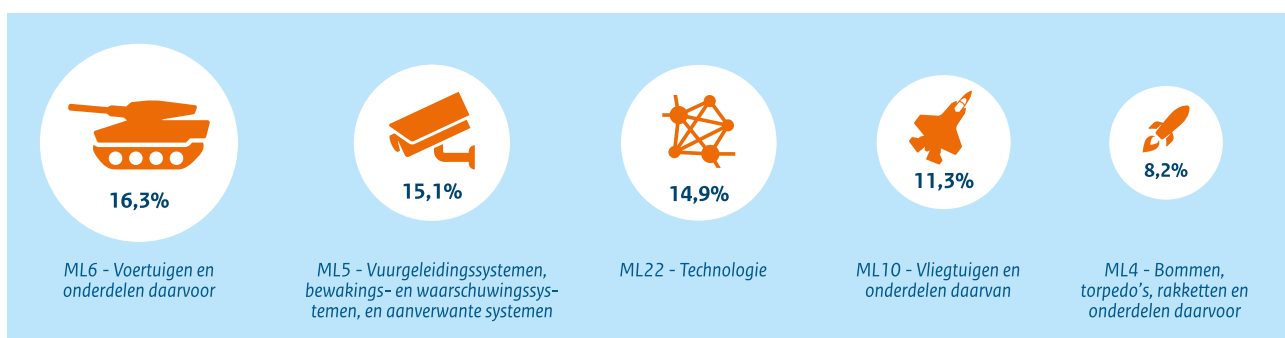 16,3%
ML6 - Voertuigen en
onderdelen daarvoor
15,1%
ML5 - Vuurgeleidingssystemen,
bewakings- en waarschuwingssys-
temen, en aanverwante systemen
14,9%
ML22 - Technologie
11,3%
ML10 - Vliegtuigen en
onderdelen daarvan
8,2%
ML4 - Bommen,
torpedo's, rakketten en
onderdelen daarvoor